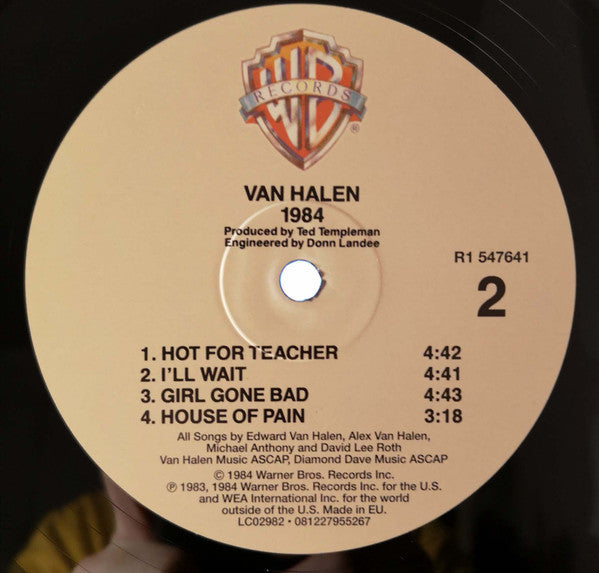 WB
RECORDS
®
VAN HALEN
1984
Produced by Ted Templeman
Engineered by Donn Landee
R1 547641
2
1. HOT FOR TEACHER 4:42
2. I'LL WAIT 4:41
3. GIRL GONE BAD 4:43
4. HOUSE OF PAIN 3:18
All Songs by Edward Van Halen, Alex Van Halen,
Michael Anthony and David Lee Roth
Van Halen Music ASCAP, Diamond Dave Music ASCAP
© 1984 Warner Bros. Records Inc.
℗ 1983, 1984 Warner Bros. Records Inc. for the U.S.
and WEA International Inc. for the world
outside of the U.S. Made in EU.
LC02982 • 081227955267